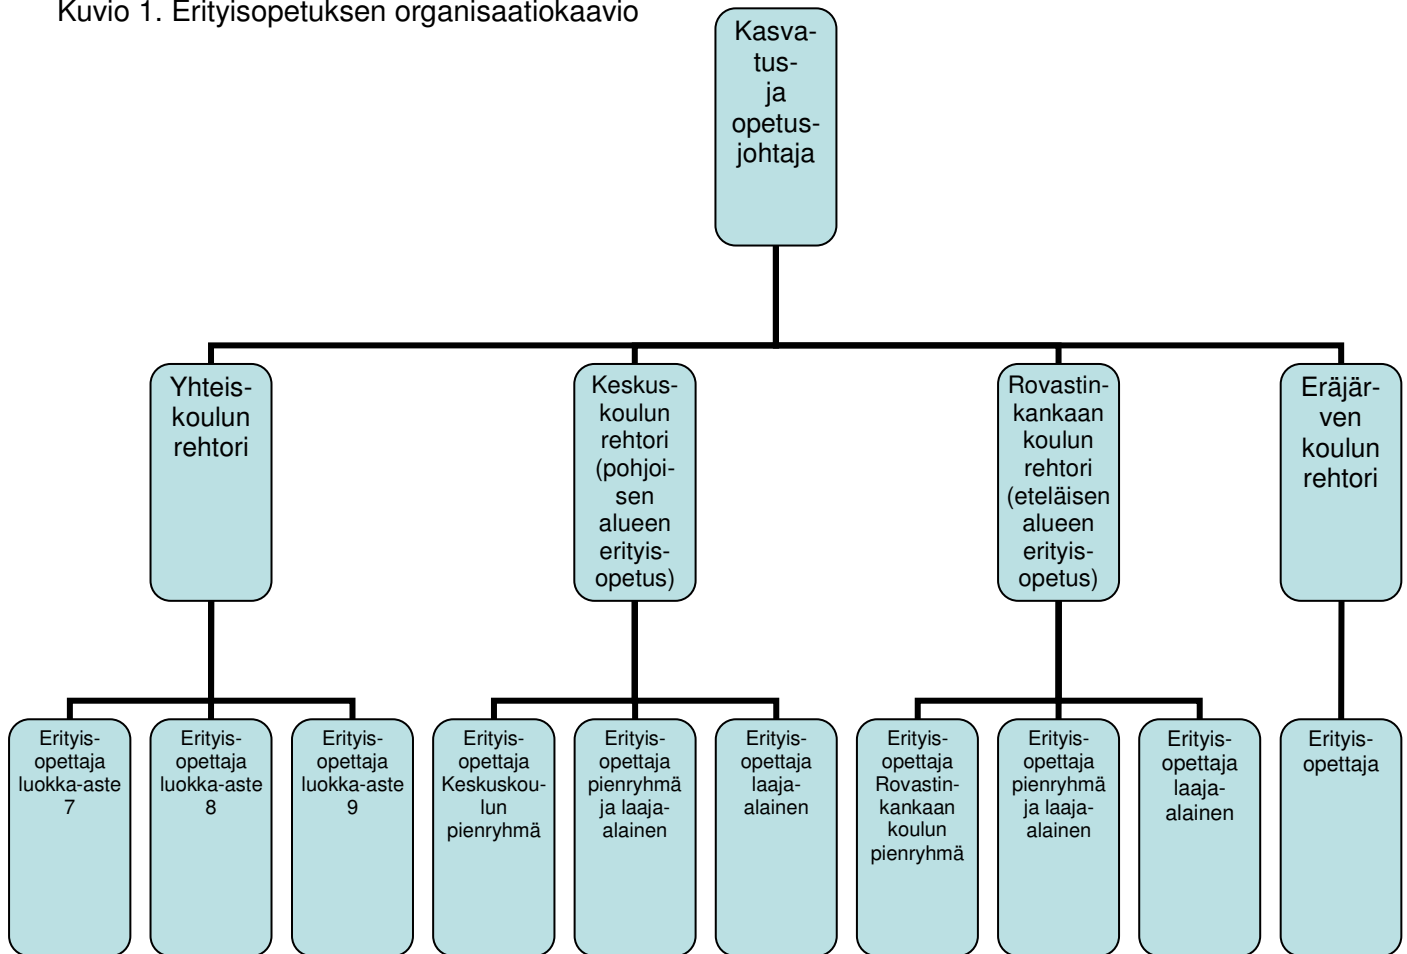 Kuvio 1. Erityisopetuksen organisaatiokaavio
Kasva-
tus-
ja
opetus-
johtaja
Yhteis-
koulun
rehtori
Keskus-
koulun
rehtori
(pohjoi-
sen
alueen
erityis-
opetus)
Rovastin-
kankaan
koulun
rehtori
(eteläisen
alueen
erityis-
opetus)
Eräjär-
ven
koulun
rehtori
Erityis-
opettaja
luokka-aste
7
Erityis-
opettaja
luokka-aste
8
Erityis-
opettaja
luokka-aste
9
Erityis-
opettaja
Keskuskou-
lun
pienryhmä
Erityis-
opettaja
pienryhmä
ja laaja-
alainen
Erityis-
opettaja
laaja-
alainen
Erityis-
opettaja
Rovastin-
kankaan
koulun
pienryhmä
Erityis-
opettaja
pienryhmä
ja laaja-
alainen
Erityis-
opettaja
laaja-
alainen
Erityis-
opettaja